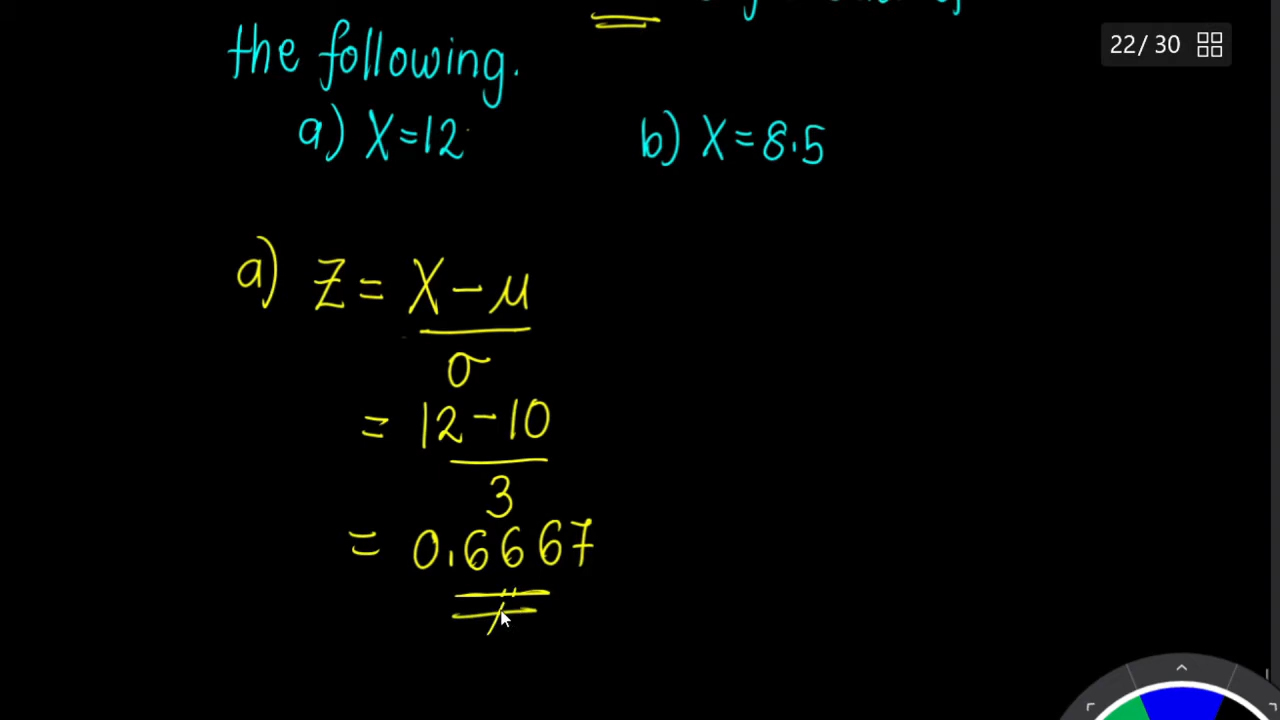 22/ 30
the following.
a) X=12 b) X=8.5
a) Z= X-μ
σ
= 12-10
3
= 0.6667